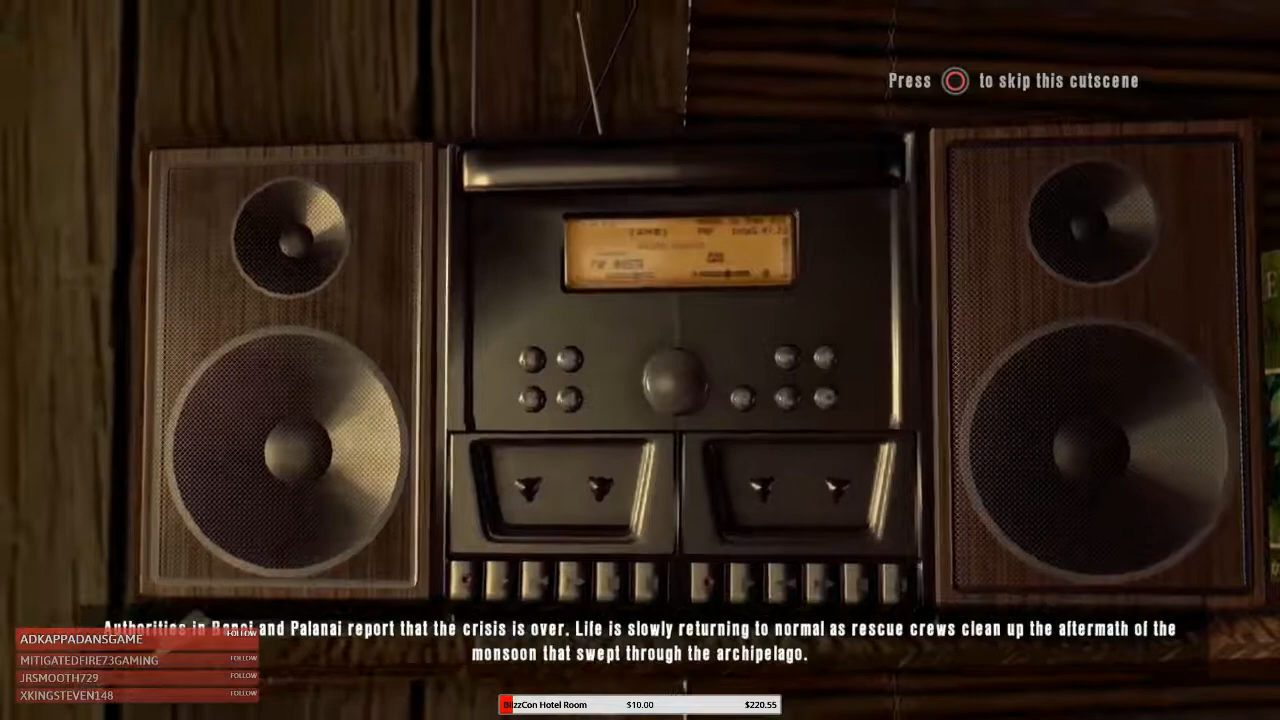 Press to skip this cutscene
Authorities in Banoi and Palanai report that the crisis is over. Life is slowly returning to normal as rescue crews clean up the aftermath of the
monsoon that swept through the archipelago.
ADKAPPADANSGAME FOLLOW
MITIGATEDFIRE73GAMING FOLLOW
JRSMOOTH729 FOLLOW
XKINGSTEVEN148 FOLLOW
BlizzCon Hotel Room $10.00 $220.55